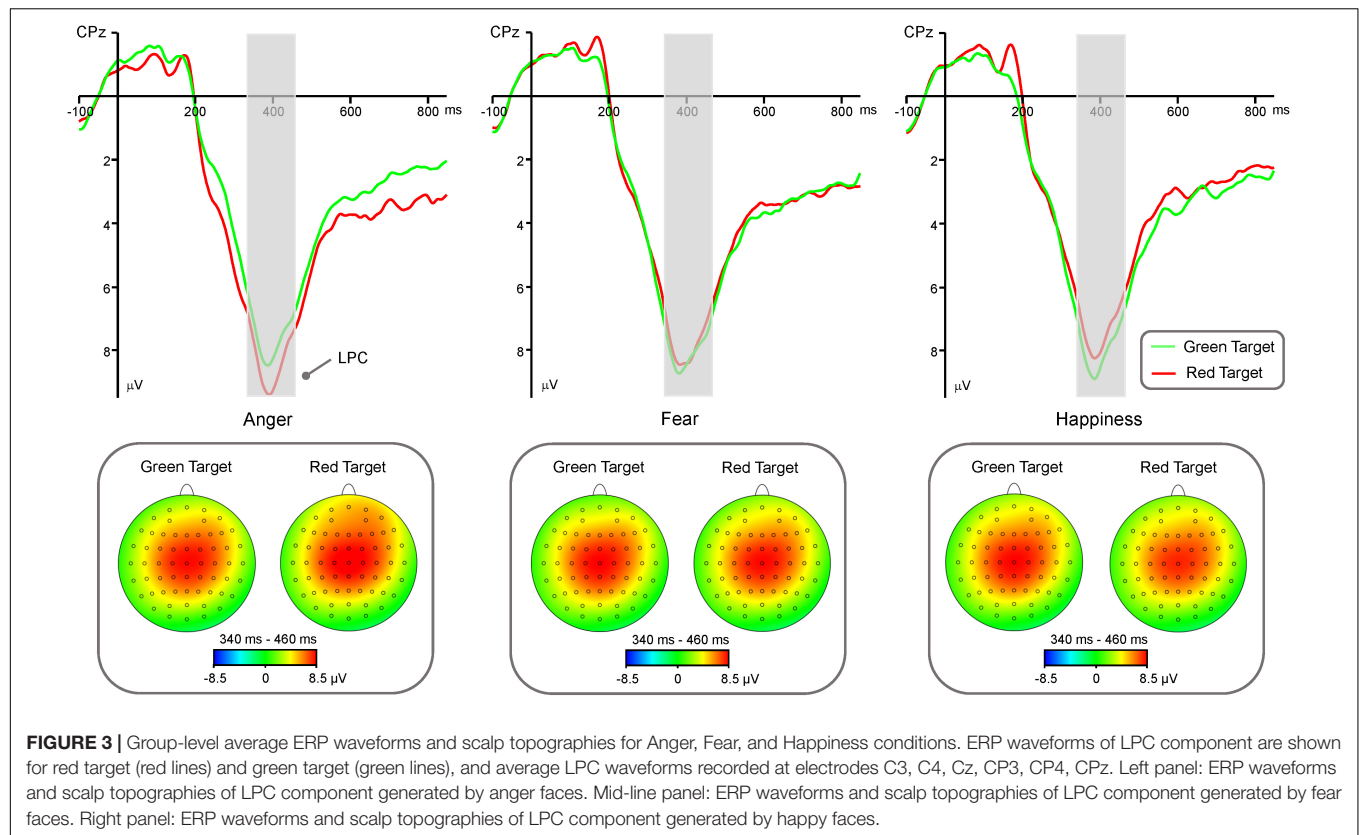 CPz CPz CPz
-100 200 400 600 800 ms -100 200 400 600 800 ms -100 200 400 600 800 ms
2 2 2
4 4 4
6 6 6
8 8 8
μV μV μV
LPC
Green Target
Red Target
Anger Fear Happiness
Green Target Red Target Green Target Red Target Green Target Red Target
340 ms - 460 ms 340 ms - 460 ms 340 ms - 460 ms
-8.5 0 8.5 μV -8.5 0 8.5 μV -8.5 0 8.5 μV
FIGURE 3 | Group-level average ERP waveforms and scalp topographies for Anger, Fear, and Happiness conditions. ERP waveforms of LPC component are shown
for red target (red lines) and green target (green lines), and average LPC waveforms recorded at electrodes C3, C4, Cz, CP3, CP4, CPz. Left panel: ERP waveforms
and scalp topographies of LPC component generated by anger faces. Mid-line panel: ERP waveforms and scalp topographies of LPC component generated by fear
faces. Right panel: ERP waveforms and scalp topographies of LPC component generated by happy faces.